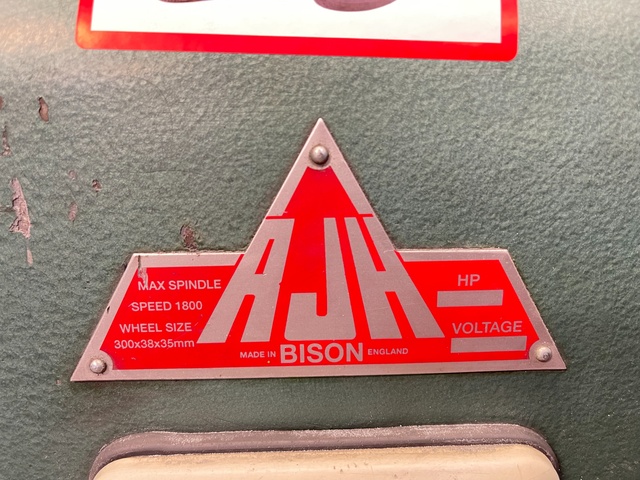 AJH
MAX SPINDLE
SPEED 1800
WHEEL SIZE
300x38x35mm
HP
VOLTAGE
MADE IN BISON ENGLAND